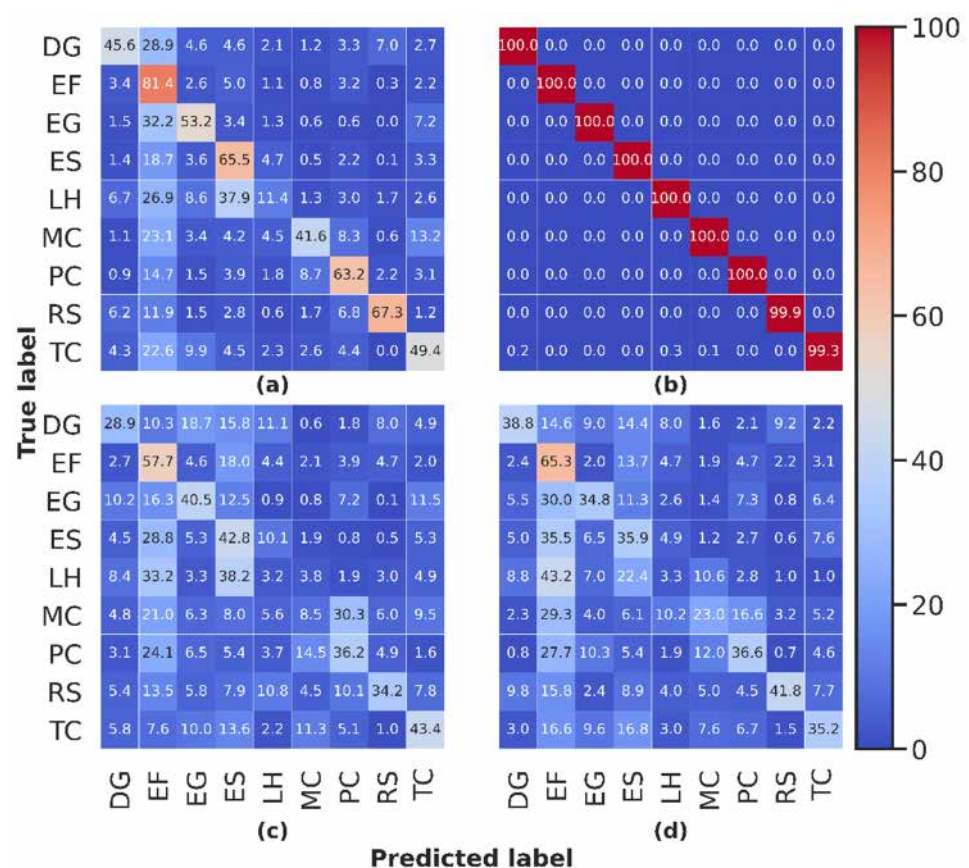 DG 45.6 28.9 4.6 4.6 2.1 1.2 3.3 7.0 2.7
EF 3.4 81.4 2.6 5.0 1.1 0.8 3.2 0.3 2.2
EG 1.5 32.2 53.2 3.4 1.3 0.6 0.6 0.0 7.2
ES 1.4 18.7 3.6 65.5 4.7 0.5 2.2 0.1 3.3
LH 6.7 26.9 8.6 37.9 11.4 1.3 3.0 1.7 2.6
MC 1.1 23.1 3.4 4.2 4.5 41.6 8.3 0.6 13.2
PC 0.9 14.7 1.5 3.9 1.8 8.7 63.2 2.2 3.1
RS 6.2 11.9 1.5 2.8 0.6 1.7 6.8 67.3 1.2
TC 4.3 22.6 9.9 4.5 2.3 2.6 4.4 0.0 49.4
(a)
100.0 0.0 0.0 0.0 0.0 0.0 0.0 0.0 0.0
0.0 100.0 0.0 0.0 0.0 0.0 0.0 0.0 0.0
0.0 0.0 100.0 0.0 0.0 0.0 0.0 0.0 0.0
0.0 0.0 0.0 100.0 0.0 0.0 0.0 0.0 0.0
0.0 0.0 0.0 0.0 100.0 0.0 0.0 0.0 0.0
0.0 0.0 0.0 0.0 0.0 100.0 0.0 0.0 0.0
0.0 0.0 0.0 0.0 0.0 0.0 100.0 0.0 0.0
0.0 0.0 0.0 0.0 0.0 0.0 0.0 99.9 0.0
0.2 0.0 0.0 0.0 0.3 0.1 0.0 0.0 99.3
(b)
100
80
60
40
20
0
True label
DG 28.9 10.3 18.7 15.8 11.1 0.6 1.8 8.0 4.9
EF 2.7 57.7 4.6 18.0 4.4 2.1 3.9 4.7 2.0
EG 10.2 16.3 40.5 12.5 0.9 0.8 7.2 0.1 11.5
ES 4.5 28.8 5.3 42.8 10.1 1.9 0.8 0.5 5.3
LH 8.4 33.2 3.3 38.2 3.2 3.8 1.9 3.0 4.9
MC 4.8 21.0 6.3 8.0 5.6 8.5 30.3 6.0 9.5
PC 3.1 24.1 6.5 5.4 3.7 14.5 36.2 4.9 1.6
RS 5.4 13.5 5.8 7.9 10.8 4.5 10.1 34.2 7.8
TC 5.8 7.6 10.0 13.6 2.2 11.3 5.1 1.0 43.4
DG EF EG ES LH MC PC RS TC
(c)
38.8 14.6 9.0 14.4 8.0 1.6 2.1 9.2 2.2
2.4 65.3 2.0 13.7 4.7 1.9 4.7 2.2 3.1
5.5 30.0 34.8 11.3 2.6 1.4 7.3 0.8 6.4
5.0 35.5 6.5 35.9 4.9 1.2 2.7 0.6 7.6
8.8 43.2 7.0 22.4 3.3 10.6 2.8 1.0 1.0
2.3 29.3 4.0 6.1 10.2 23.0 16.6 3.2 5.2
0.8 27.7 10.3 5.4 1.9 12.0 36.6 0.7 4.6
9.8 15.8 2.4 8.9 4.0 5.0 4.5 41.8 7.7
3.0 16.6 9.6 16.8 3.0 7.6 6.7 1.5 35.2
DG EF EG ES LH MC PC RS TC
(d)
Predicted label